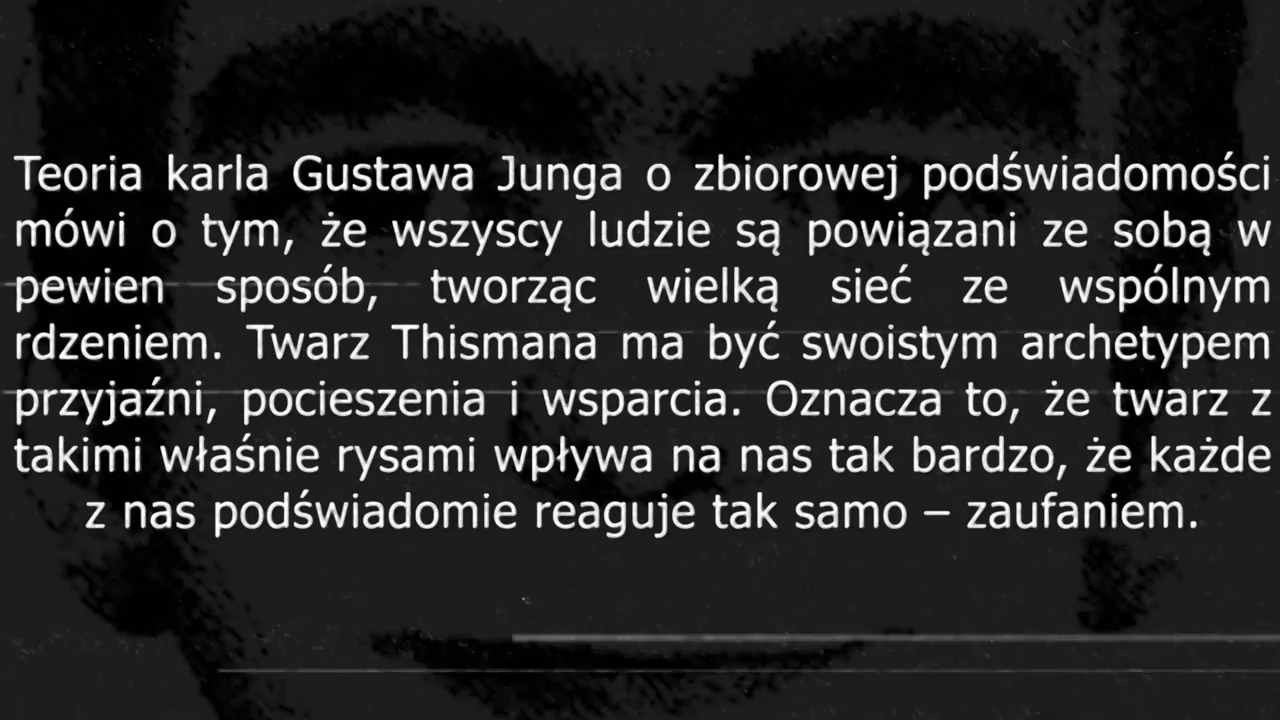 Teoria karla Gustawa Junga o zbiorowej podświadomości
mówi o tym, że wszyscy ludzie są powiązani ze sobą w
pewien sposób, tworząc wielką sieć ze wspólnym
rdzeniem. Twarz Thismana ma być swoistym archetypem
przyjaźni, pocieszenia i wsparcia. Oznacza to, że twarz z
takimi właśnie rysami wpływa na nas tak bardzo, że każde
z nas podświadomie reaguje tak samo – zaufaniem.